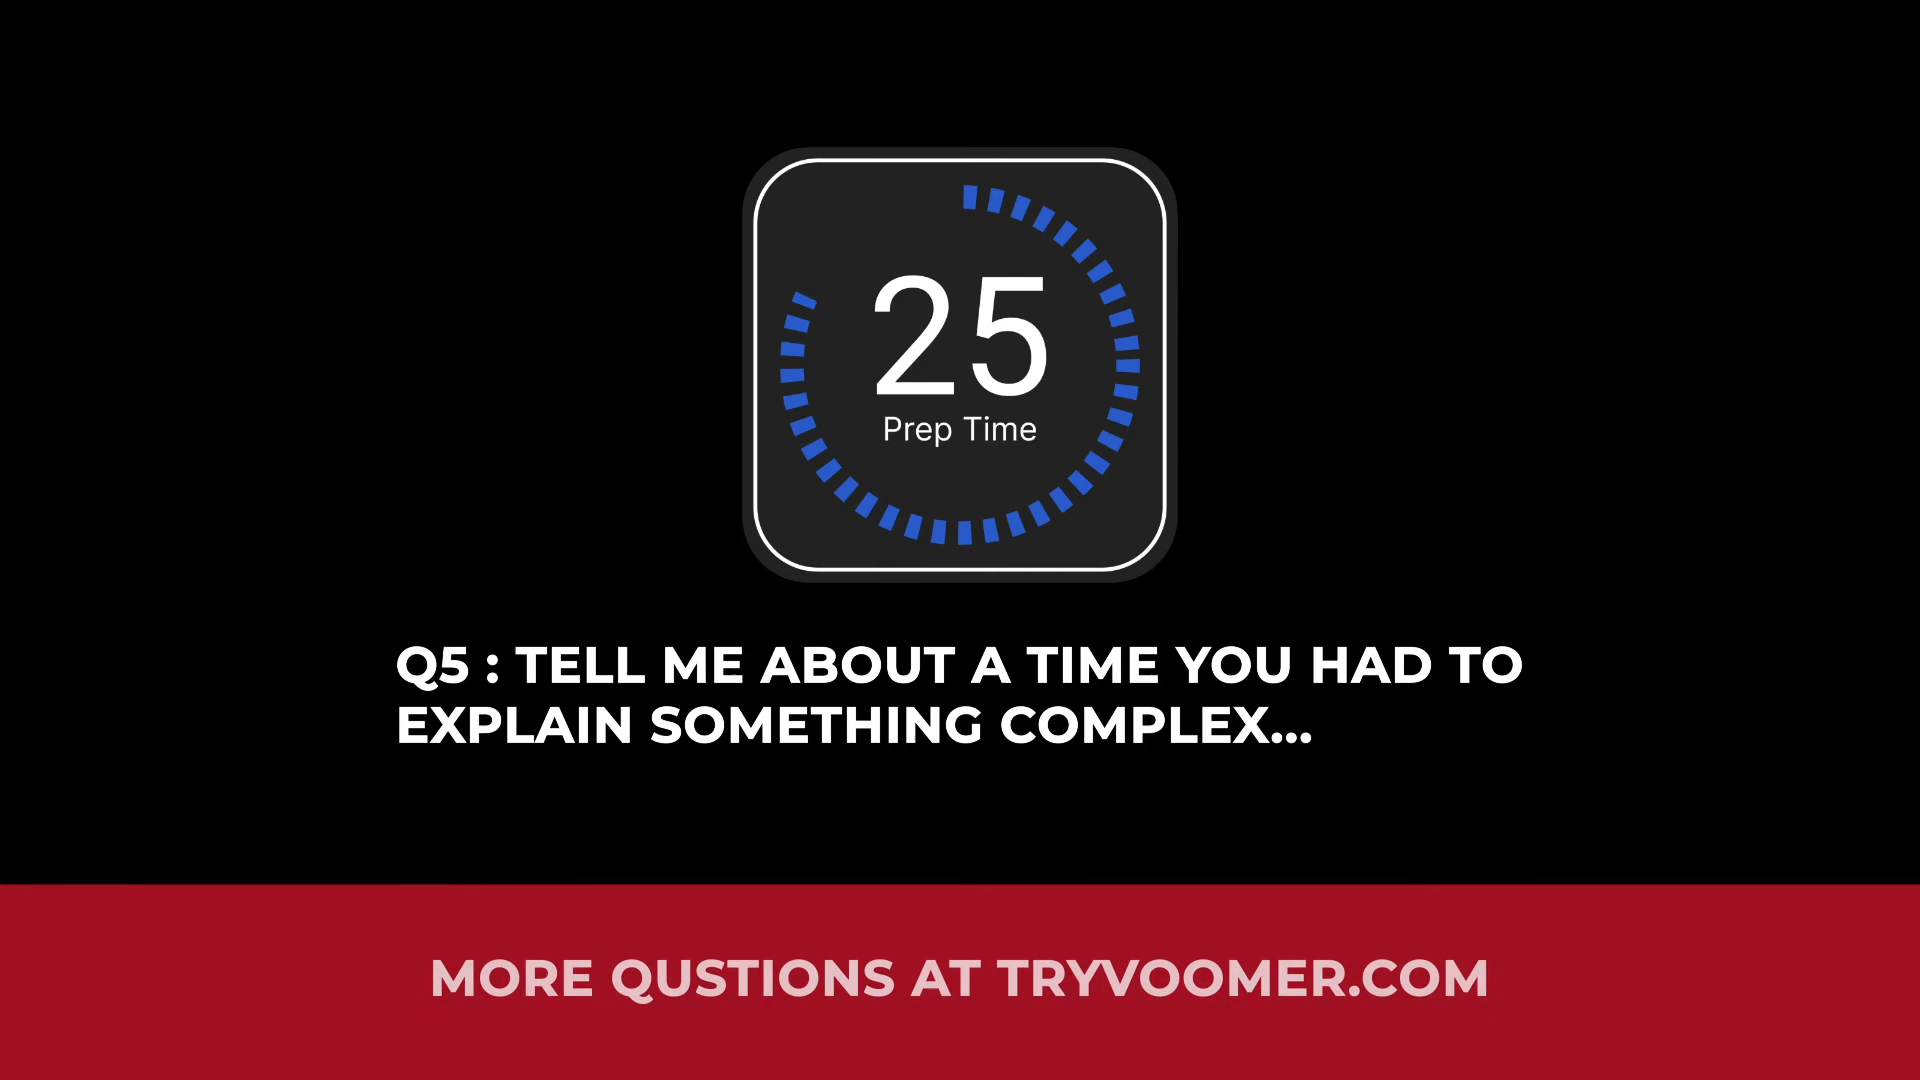 25
Prep Time
Q5 : TELL ME ABOUT A TIME YOU HAD TO
EXPLAIN SOMETHING COMPLEX...
MORE QUSTIONS AT TRYVOOMER.COM